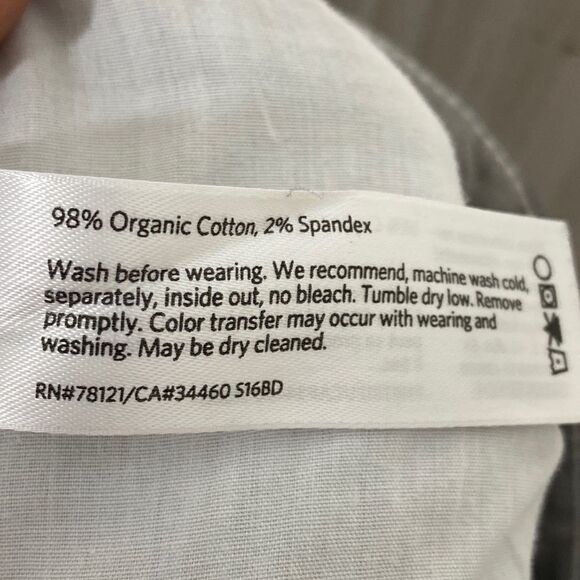 98% Organic Cotton, 2% Spandex
Wash before wearing. We recommend, machine wash cold,
separately, inside out, no bleach. Tumble dry low. Remove
promptly. Color transfer may occur with wearing and
washing. May be dry cleaned.
RN#78121/CA#34460 S16BD